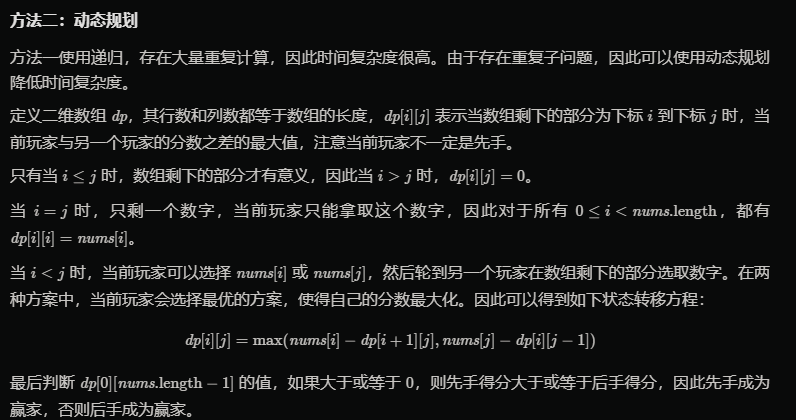 方法二：动态规划
方法一使用递归，存在大量重复计算，因此时间复杂度很高。由于存在重复子问题，因此可以使用动态规划
降低时间复杂度。
定义二维数组 dp，其行数和列数都等于数组的长度，dp[i][j] 表示当数组剩下的部分为下标 i 到下标 j 时，当
前玩家与另一个玩家的分数之差的最大值，注意当前玩家不一定是先手。
只有当 i ≤ j 时，数组剩下的部分才有意义，因此当 i > j 时，dp[i][j] = 0。
当 i = j 时，只剩一个数字，当前玩家只能拿取这个数字，因此对于所有 0 ≤ i < nums.length，都有
dp[i][i] = nums[i]。
当 i < j 时，当前玩家可以选择 nums[i] 或 nums[j]，然后轮到另一个玩家在数组剩下的部分选取数字。在两
种方案中，当前玩家会选择最优的方案，使得自己的分数最大化。因此可以得到如下状态转移方程：
dp[i][j] = max(nums[i] − dp[i + 1][j], nums[j] − dp[i][j − 1])
最后判断 dp[0][nums.length − 1] 的值，如果大于或等于 0，则先手得分大于或等于后手得分，因此先手成为
赢家，否则后手成为赢家。